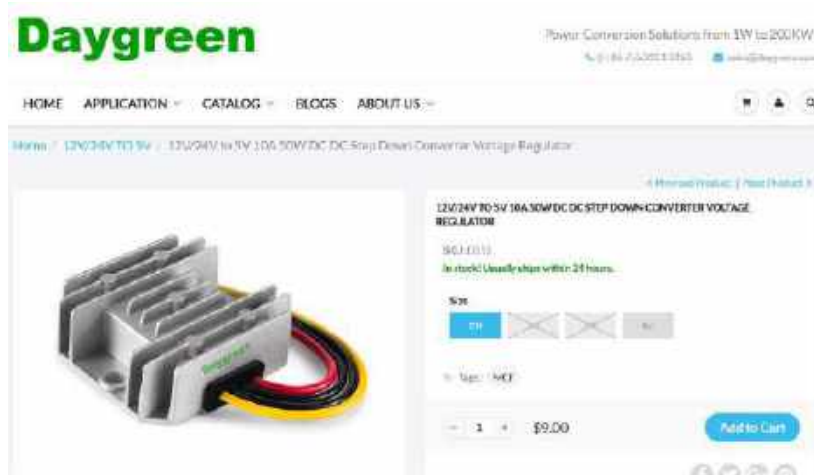 Daygreen
Power Conversion Solutions from 1W to 200KW
HOME APPLICATION CATALOG BLOGS ABOUT US
Home / 12V/24V TO 5V / 12V/24V to 5V 10A 50W DC DC Step Down Converter Voltage Regulator
< Previous Product | Next Product >
12V/24V TO 5V 10A 50W DC DC STEP DOWN CONVERTER VOLTAGE
REGULATOR
In stock! Usually ships within 24 hours.
Size
Daygreen
- 1 + $9.00
Add to Cart